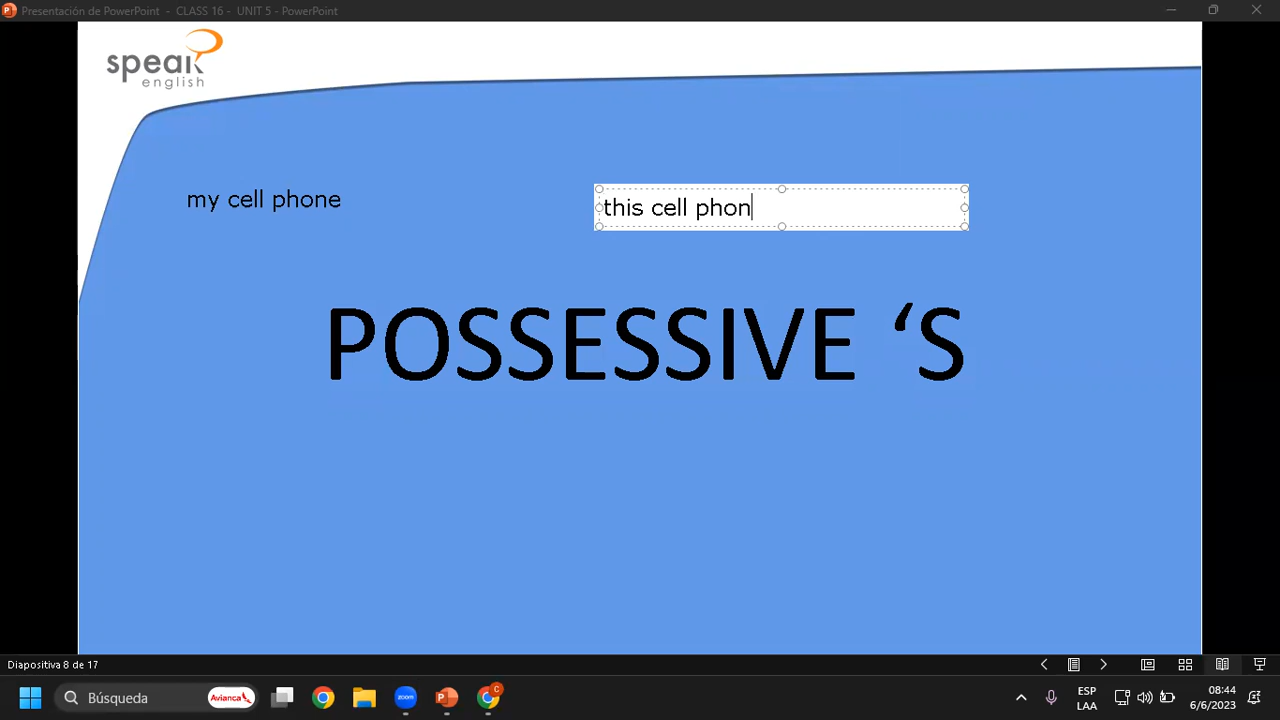 Presentación de PowerPoint - CLASS 16 - UNIT 5 - PowerPoint
speak
english
my cell phone
this cell phon
POSSESSIVE ‘S
Diapositiva 8 de 17
Búsqueda
Avianca
zoom
C
ESP
LAA
08:44
6/6/2023